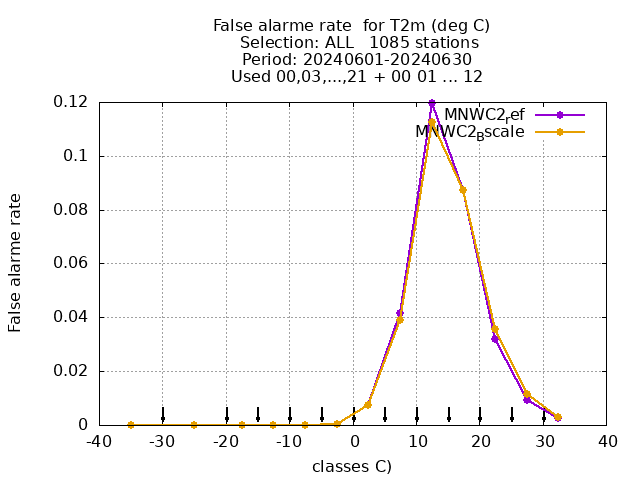 False alarme rate  for T2m (deg C)
Selection: ALL   1085 stations
Period: 20240601-20240630
Used 00,03,...,21 + 00 01 ... 12
MNWC2ref
MNWC2Bscale
0.12
0.1
0.08
0.06
0.04
0.02
0
False alarme rate
-40 -30 -20 -10 0 10 20 30 40
classes C)